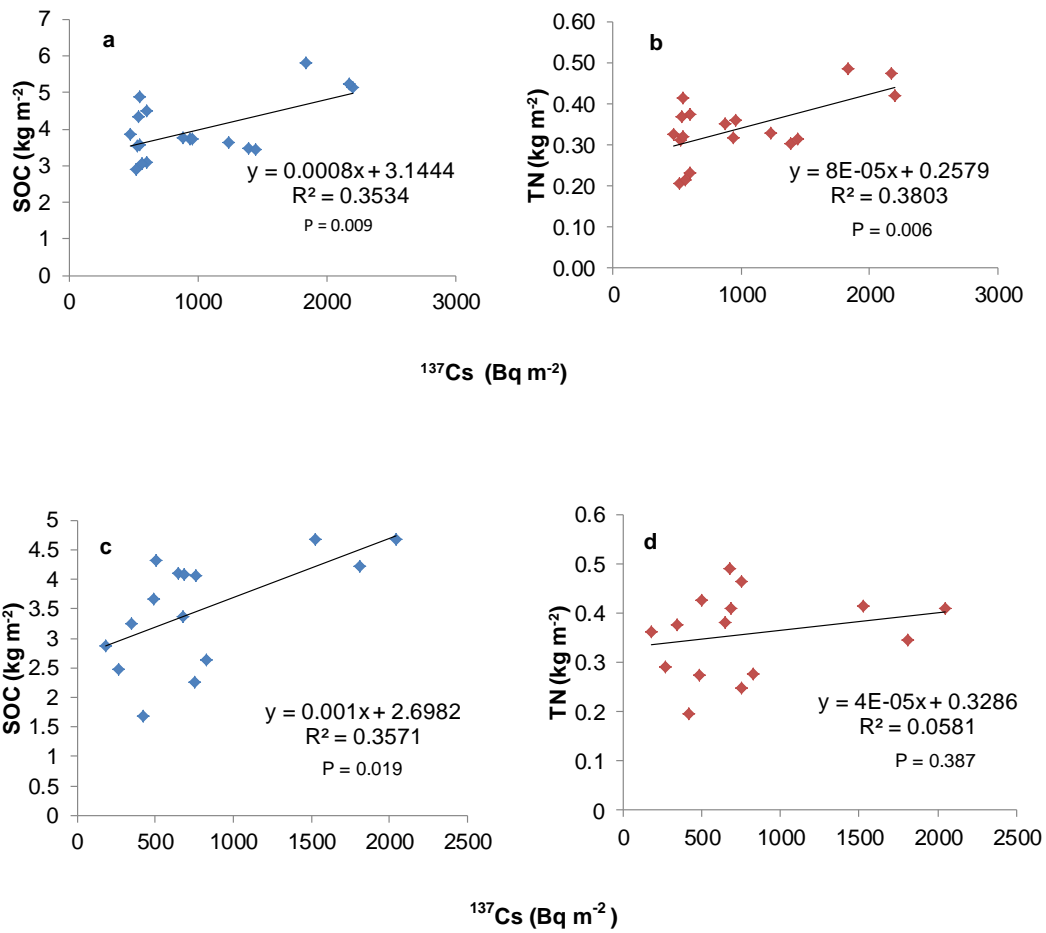 a
SOC (kg m-2)
7
6
5
4
3
2
1
0
y = 0.0008x + 3.1444
R² = 0.3534
P = 0.009
0 1000 2000 3000
b
TN (kg m-2)
0.60
0.50
0.40
0.30
0.20
0.10
0.00
y = 8E-05x + 0.2579
R² = 0.3803
P = 0.006
0 1000 2000 3000
137Cs (Bq m-2)
c
SOC (kg m-2)
5
4.5
4
3.5
3
2.5
2
1.5
1
0.5
0
y = 0.001x + 2.6982
R² = 0.3571
P = 0.019
0 500 1000 1500 2000 2500
d
TN (kg m-2)
0.6
0.5
0.4
0.3
0.2
0.1
0
y = 4E-05x + 0.3286
R² = 0.0581
P = 0.387
0 500 1000 1500 2000 2500
137Cs (Bq m-2 )